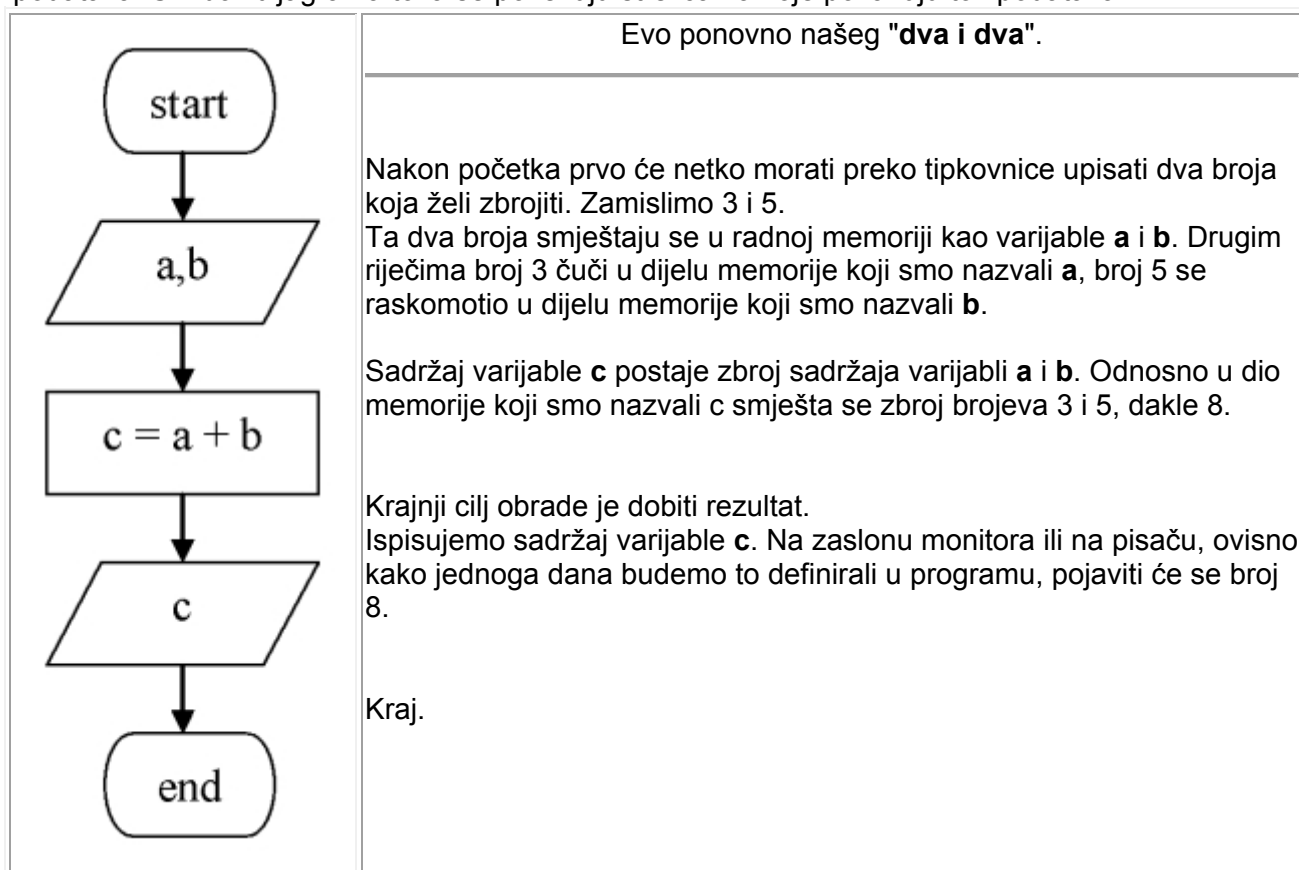 Evo ponovno našeg "dva i dva".
start
Nakon početka prvo će netko morati preko tipkovnice upisati dva broja
koja želi zbrojiti. Zamislimo 3 i 5.
Ta dva broja smještaju se u radnoj memoriji kao varijable a i b. Drugim
riječima broj 3 čuči u dijelu memorije koji smo nazvali a, broj 5 se
raskomotio u dijelu memorije koji smo nazvali b.
a,b
Sadržaj varijable c postaje zbroj sadržaja varijabli a i b. Odnosno u dio
memorije koji smo nazvali c smješta se zbroj brojeva 3 i 5, dakle 8.
c = a + b
Krajnji cilj obrade je dobiti rezultat.
Ispisujemo sadržaj varijable c. Na zaslonu monitora ili na pisaču, ovisno
kako jednoga dana budemo to definirali u programu, pojaviti će se broj
8.
c
Kraj.
end